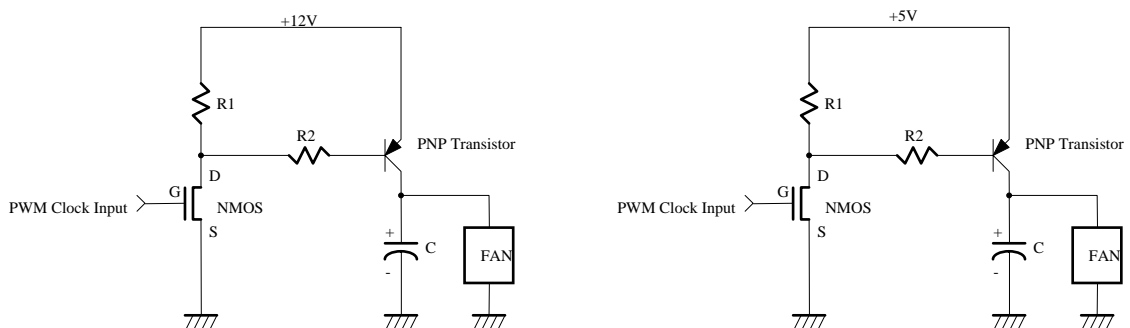 +12V
R1
R2
PNP Transistor
D
G
PWM Clock Input
NMOS
S
+
C
FAN
-
+5V
R1
R2
PNP Transistor
D
G
PWM Clock Input
NMOS
S
+
C
FAN
-